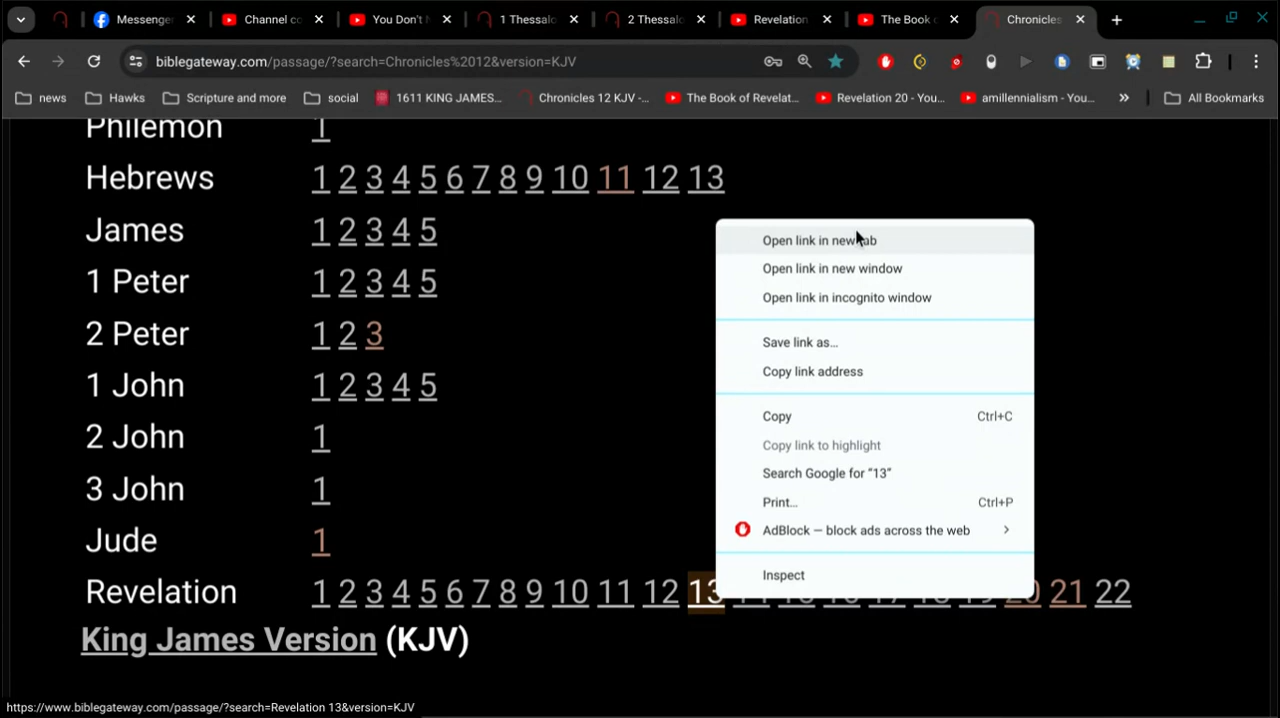 Messenger
Channel co
You Don't
1 Thessalo
2 Thessalo
Revelation
The Book
Chronicles
biblegateway.com/passage/?search=Chronicles%2012&version=KJV
news
Hawks
Scripture and more
social
1611 KING JAMES...
Chronicles 12 KJV -...
The Book of Revelat...
Revelation 20 - You...
amillennialism - You...
»
All Bookmarks
Philemon 1
Hebrews 1 2 3 4 5 6 7 8 9 10 11 12 13
James 1 2 3 4 5
1 Peter 1 2 3 4 5
2 Peter 1 2 3
1 John 1 2 3 4 5
2 John 1
3 John 1
Jude 1
Revelation 1 2 3 4 5 6 7 8 9 10 11 12 13 20 21 22
King James Version (KJV)
Open link in new tab
Open link in new window
Open link in incognito window
Save link as...
Copy link address
Copy Ctrl+C
Copy link to highlight
Search Google for “13”
Print... Ctrl+P
AdBlock — block ads across the web
Inspect
https://www.biblegateway.com/passage/?search=Revelation 13&version=KJV